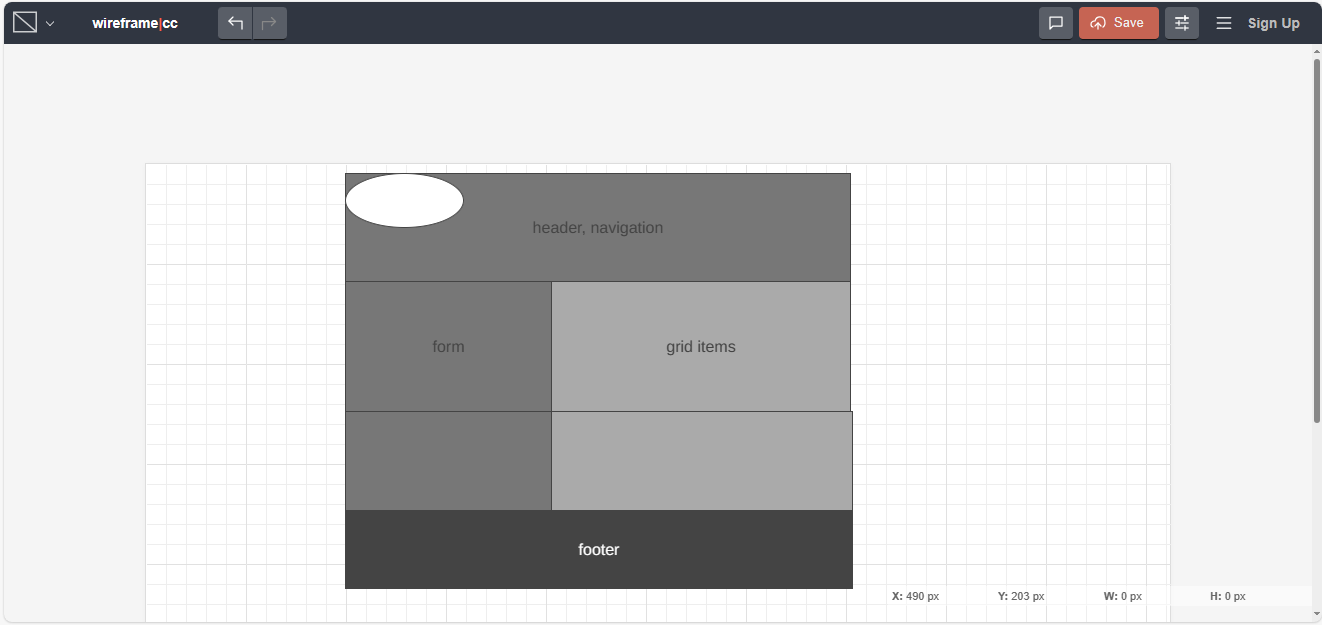 wireframe|cc
Save
Sign Up
header, navigation
form
grid items
footer
X: 490 px
Y: 203 px
W: 0 px
H: 0 px